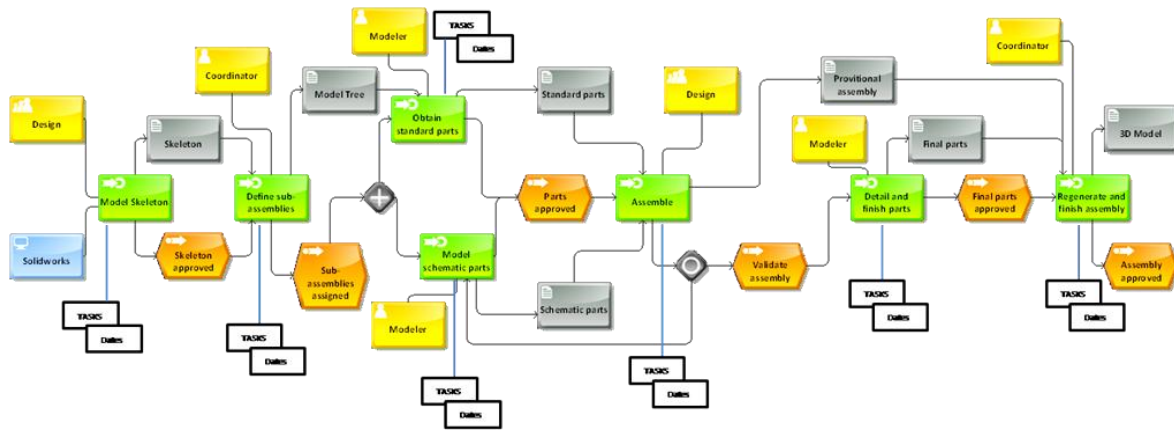 Design
Solidworks
Model Skeleton
Skeleton
Skeleton
approved
TASKS
Dates
Coordinator
Define sub-
assemblies
TASKS
Dates
Model Tree
Sub-
assemblies
assigned
Modeler
TASKS
Dates
Obtain
standard parts
Model
schematic parts
Modeler
TASKS
Dates
Standard parts
Parts
approved
Schematic parts
Design
Assemble
TASKS
Dates
Validate
assembly
Provitional
assembly
Modeler
Detail and
finish parts
TASKS
Dates
Final parts
Final parts
approved
Coordinator
Regenerate and
finish assembly
TASKS
Dates
3D Model
Assembly
approved